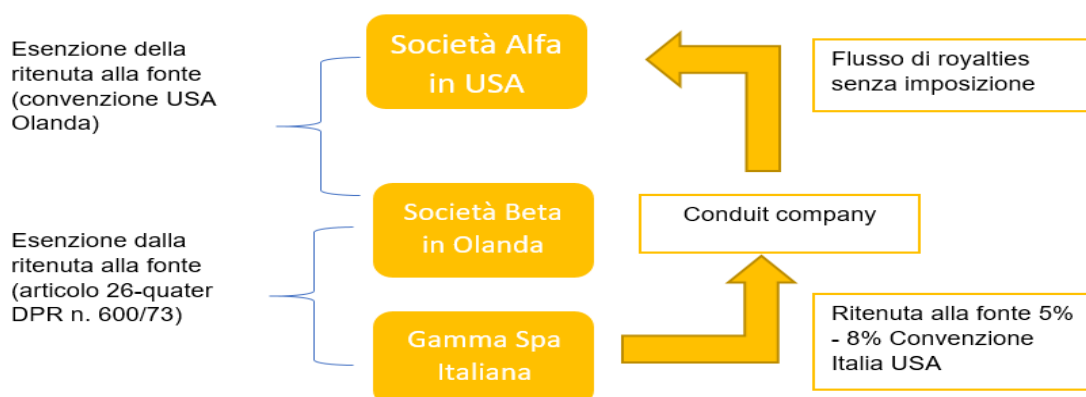 Esenzione della
ritenuta alla fonte
(convenzione USA
Olanda)
Società Alfa
in USA
Flusso di royalties
senza imposizione
Esenzione dalla
ritenuta alla fonte
(articolo 26-quater
DPR n. 600/73)
Società Beta
in Olanda
Conduit company
Gamma Spa
Italiana
Ritenuta alla fonte 5%
- 8% Convenzione
Italia USA